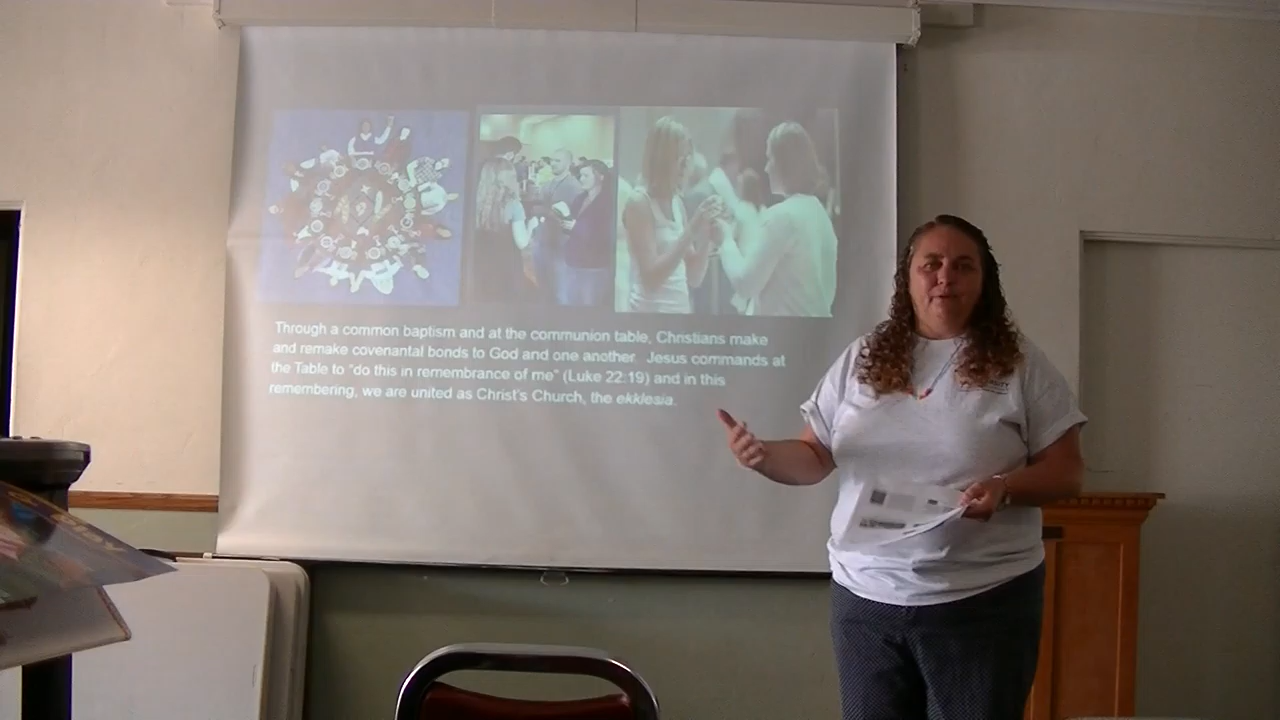 Through a common baptism and at the communion table, Christians make
and remake covenantal bonds to God and one another. Jesus commands at
the Table to "do this in remembrance of me" (Luke 22:19) and in this
remembering, we are united as Christ's Church, the ekklesia.